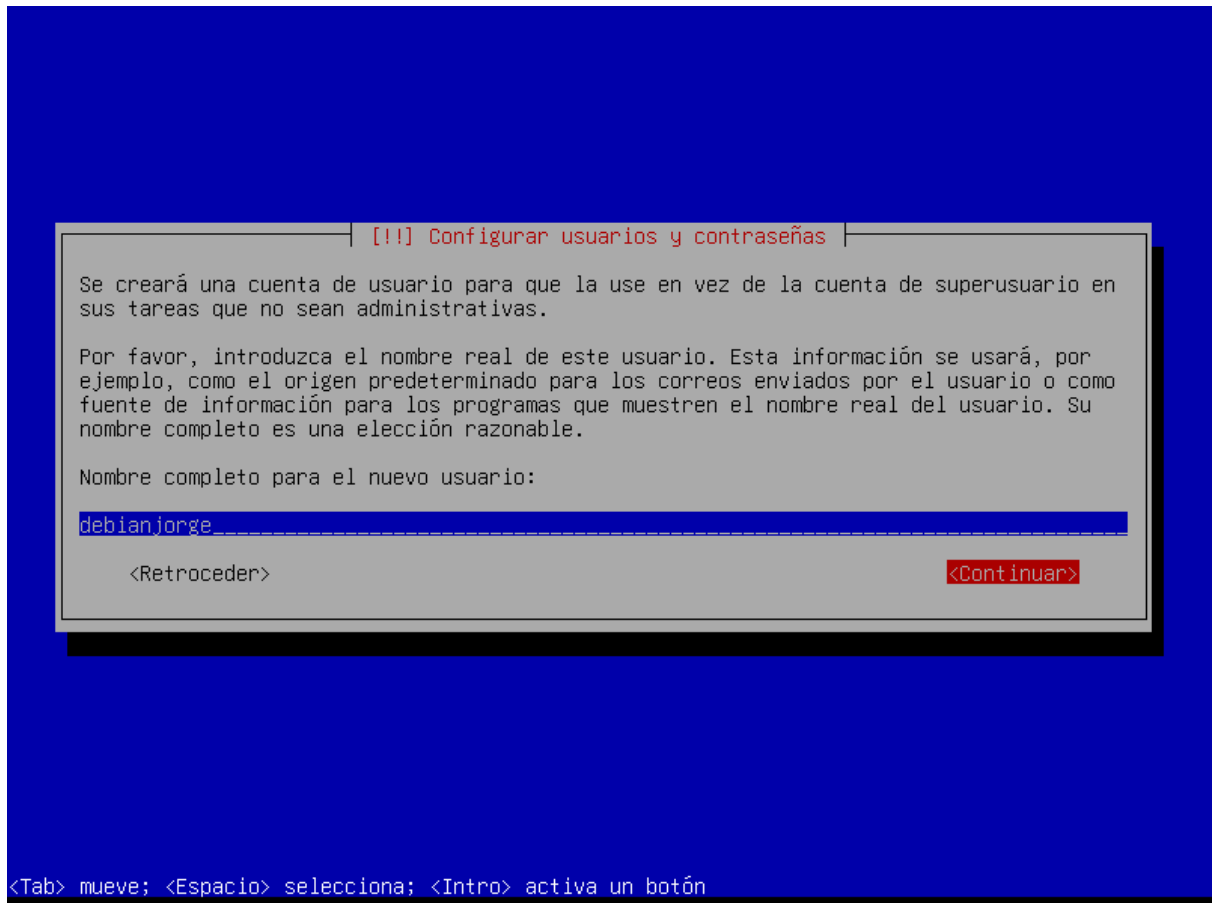 [!!] Configurar usuarios y contraseñas
Se creará una cuenta de usuario para que la use en vez de la cuenta de superusuario en
sus tareas que no sean administrativas.
Por favor, introduzca el nombre real de este usuario. Esta información se usará, por
ejemplo, como el origen predeterminado para los correos enviados por el usuario o como
fuente de información para los programas que muestren el nombre real del usuario. Su
nombre completo es una elección razonable.
Nombre completo para el nuevo usuario:
debianjorge
<Retroceder> <Continuar>
<Tab> mueve; <Espacio> selecciona; <Intro> activa un botón